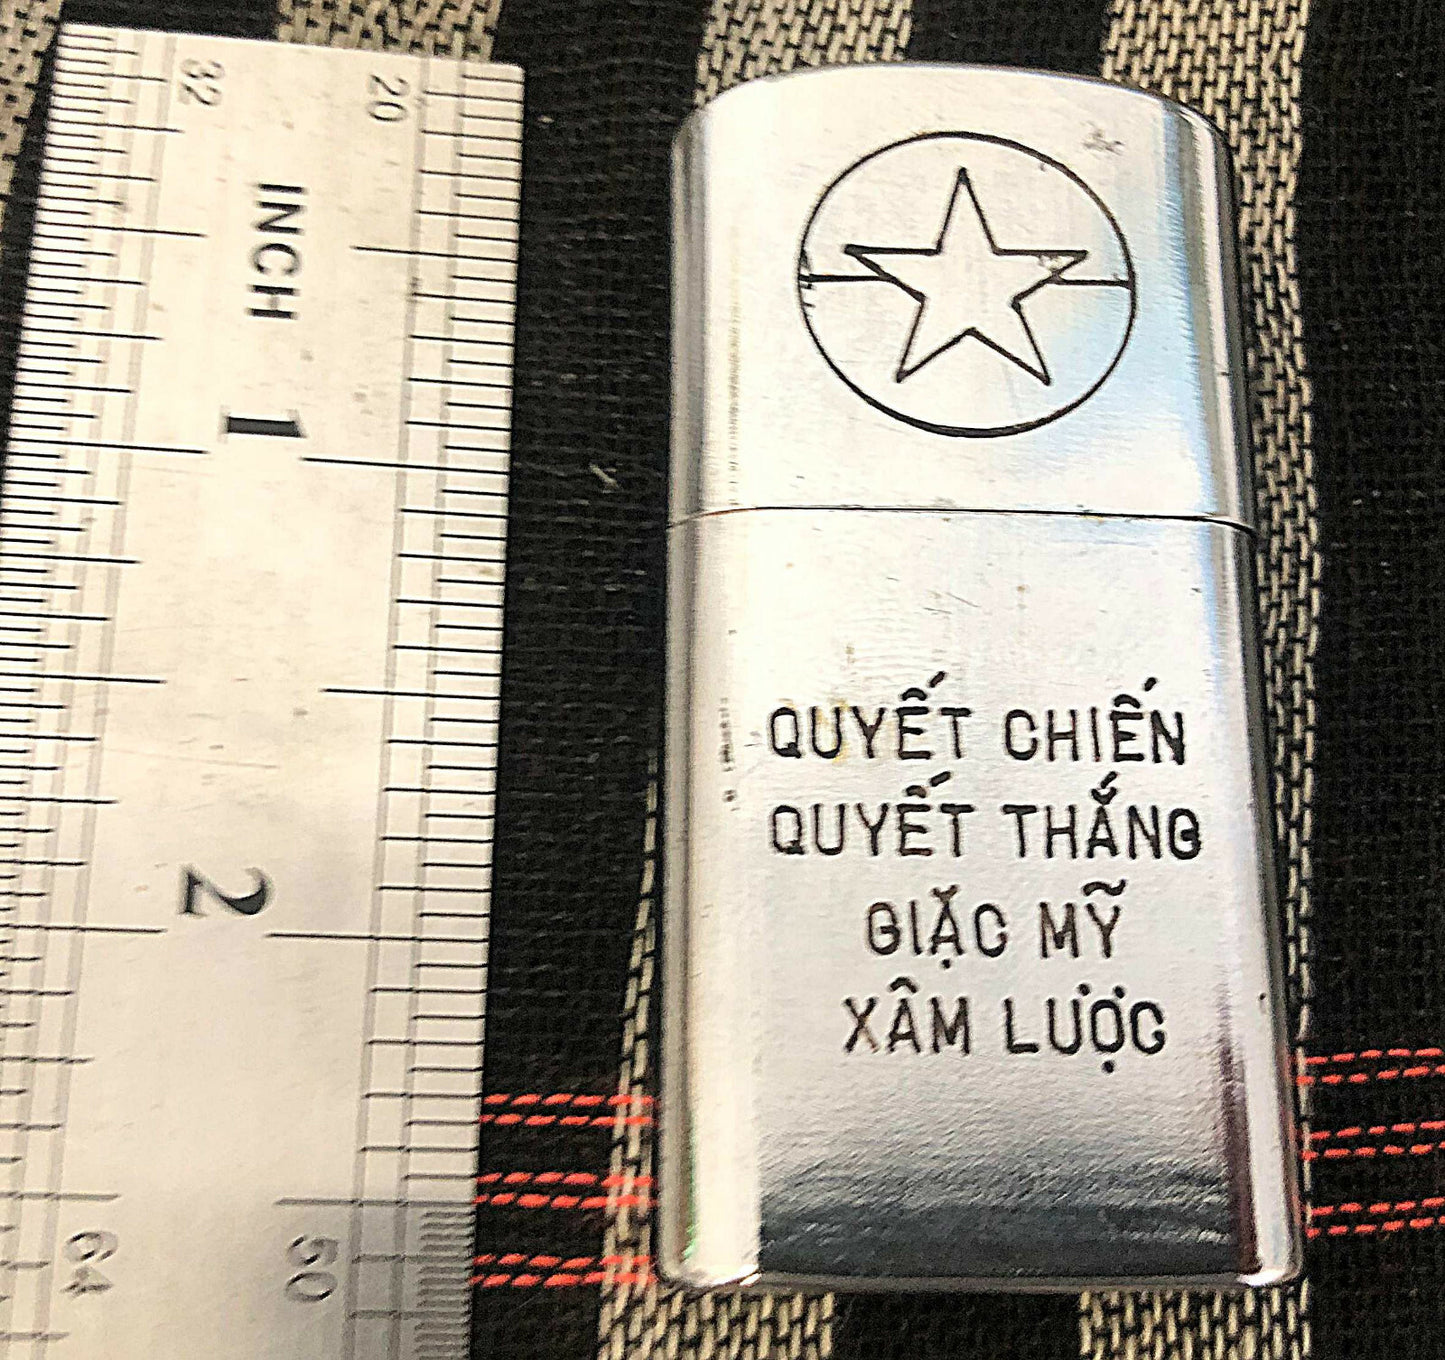 32
20
INCH
1
2
64
50
QUYẾT CHIẾN
QUYẾT THẮNG
GIẶC MỸ
XÂM LƯỢC